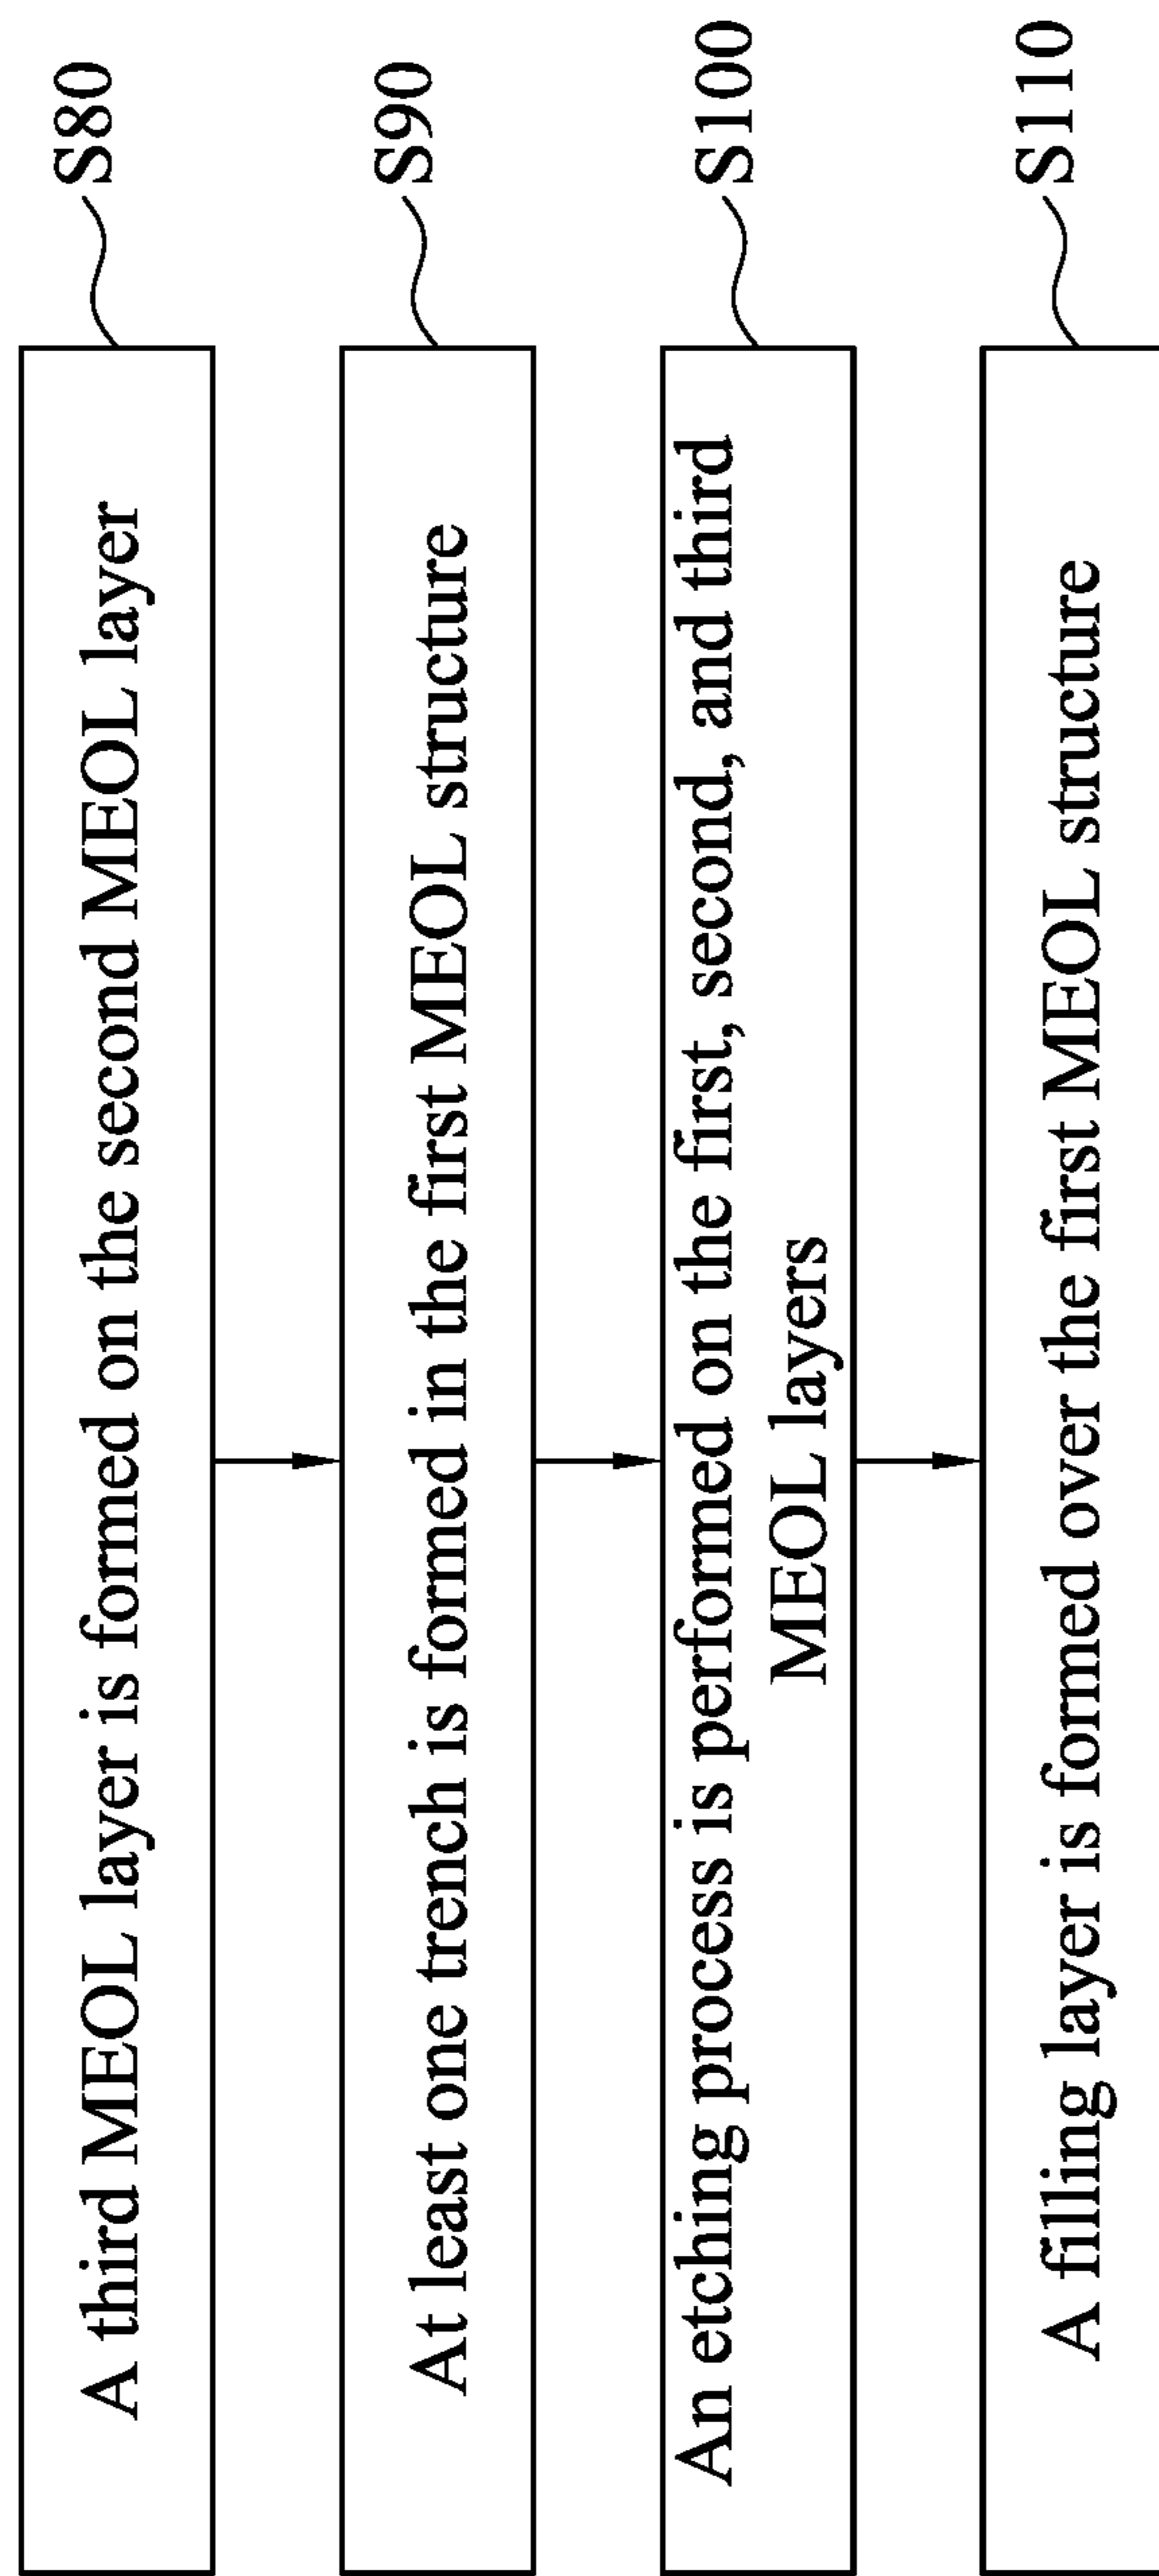 A third MEOL layer is formed on the second MEOL layer
S80
At least one trench is formed in the first MEOL structure
S90
An etching process is performed on the first, second, and third
MEOL layers
S100
A filling layer is formed over the first MEOL structure
S110